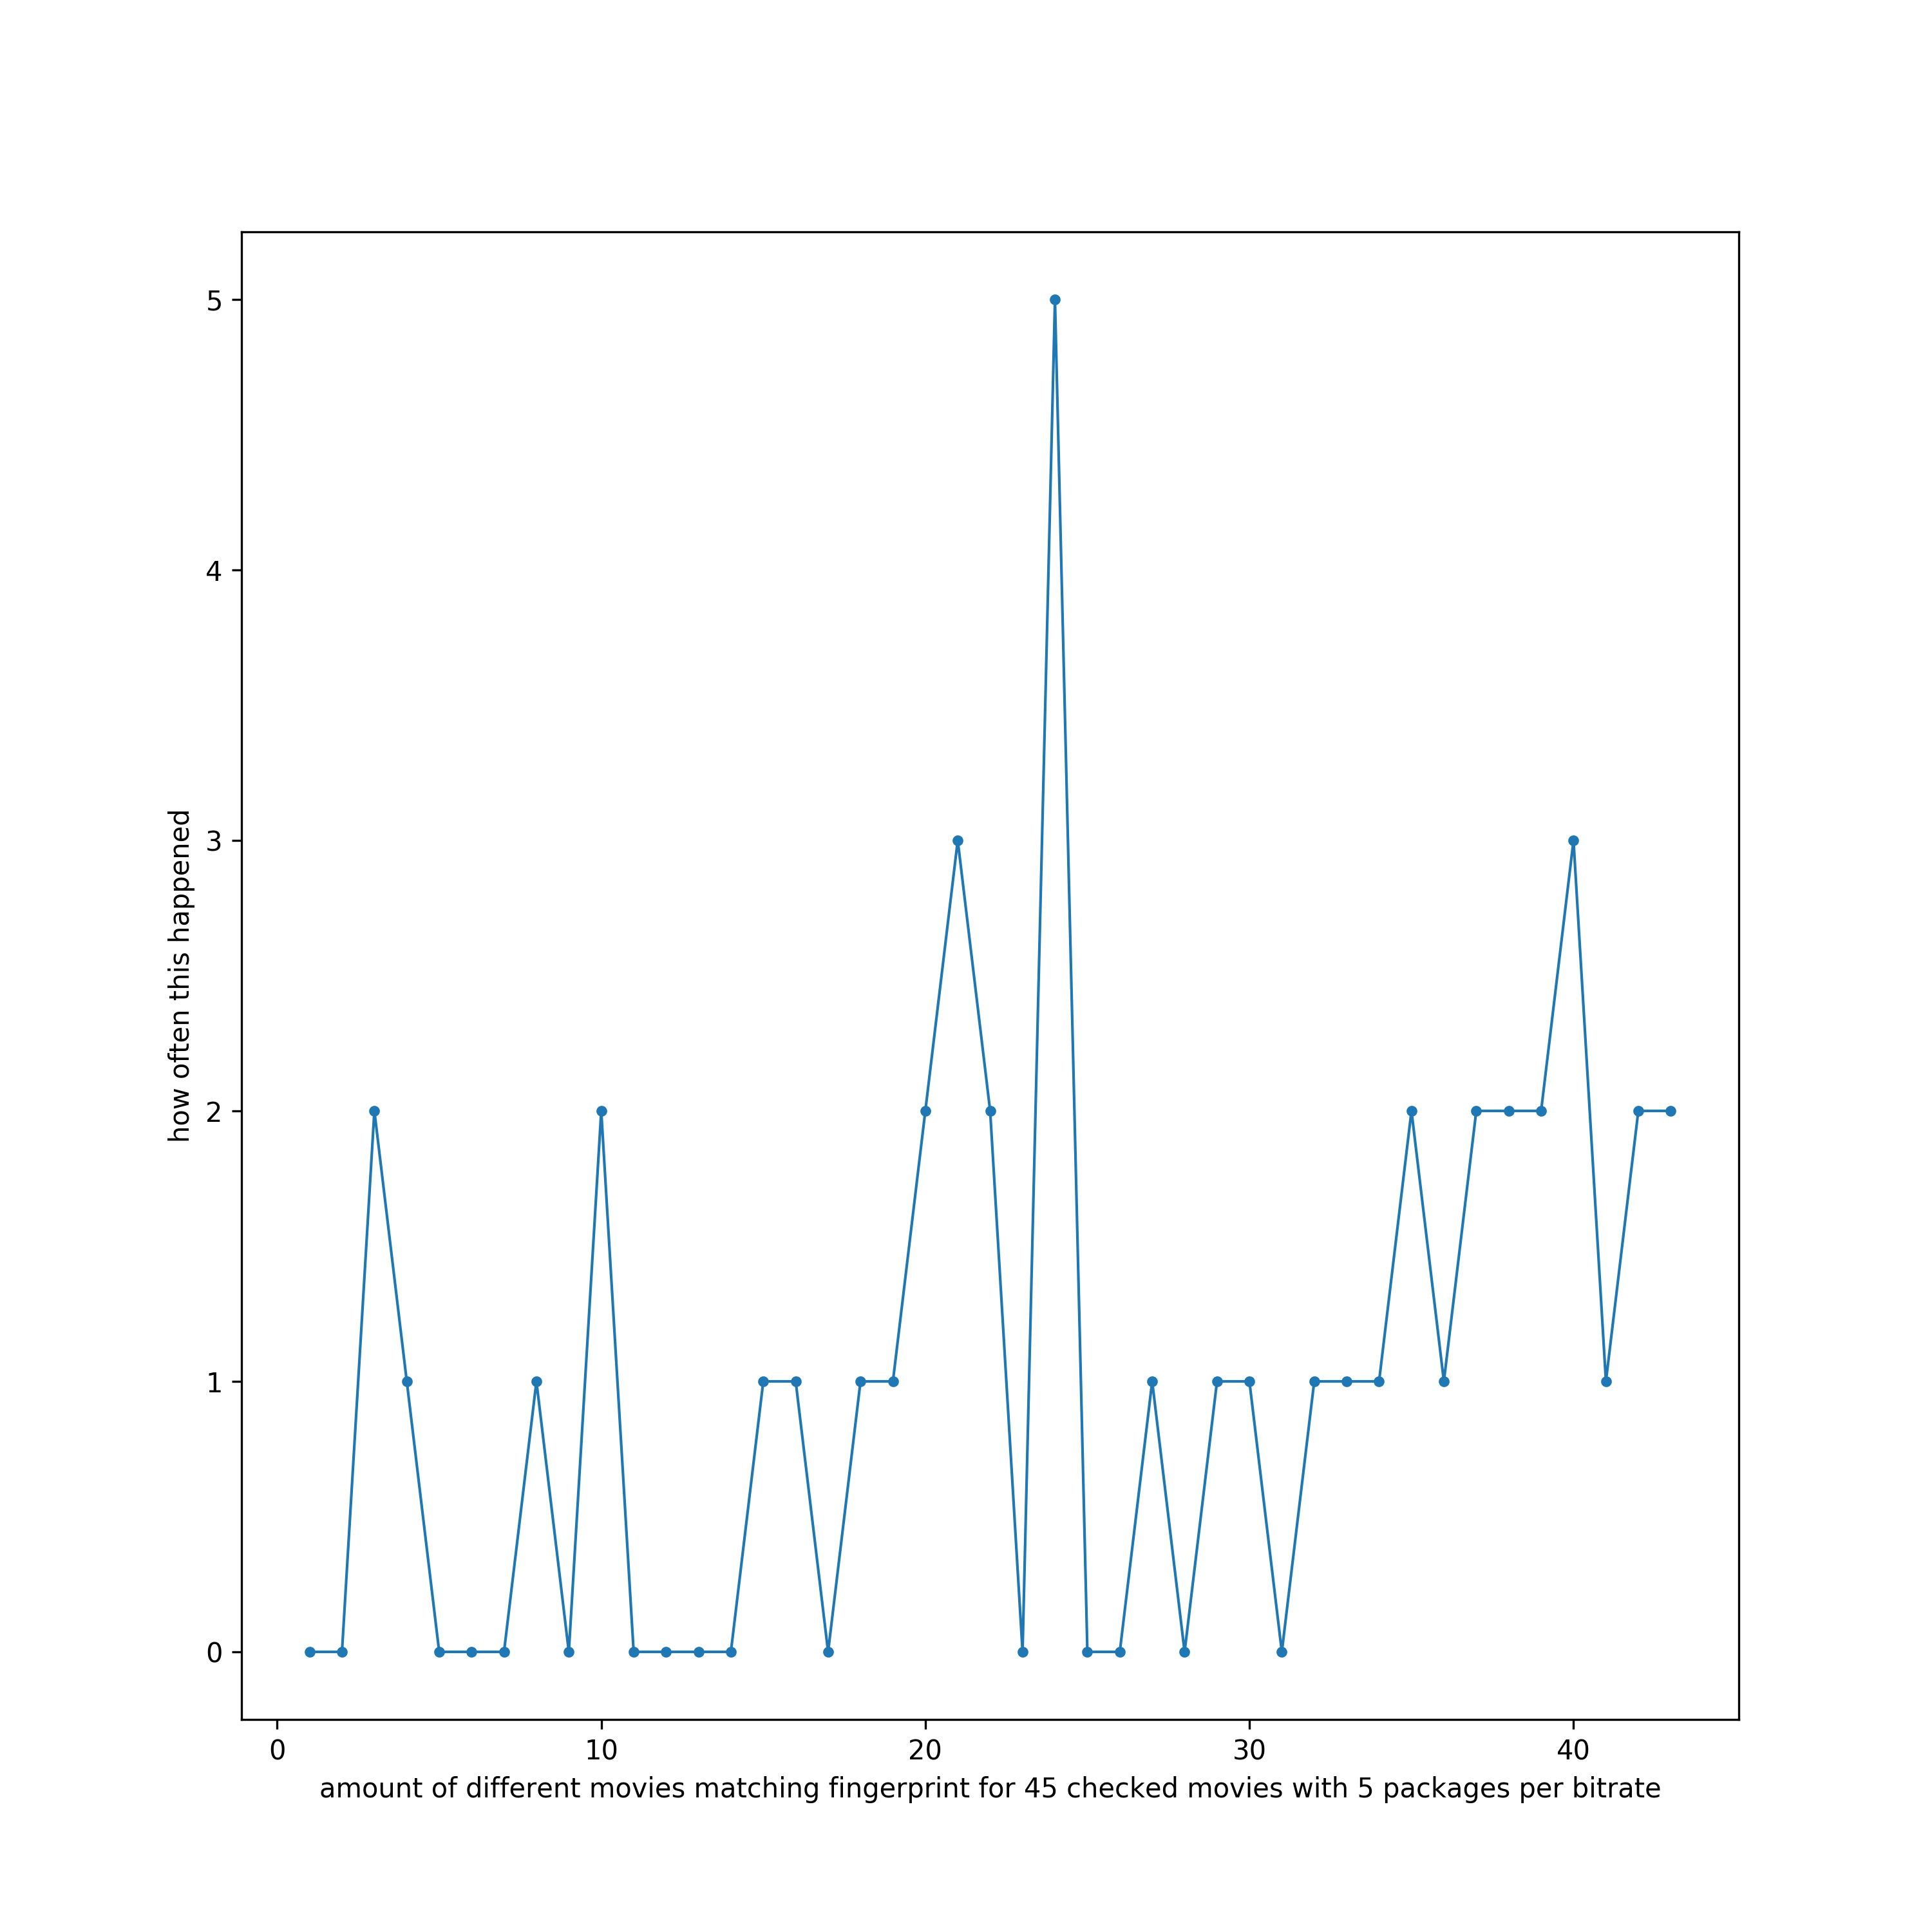 5
4
3
2
1
0
how often this happened
0 10 20 30 40
amount of different movies matching fingerprint for 45 checked movies with 5 packages per bitrate